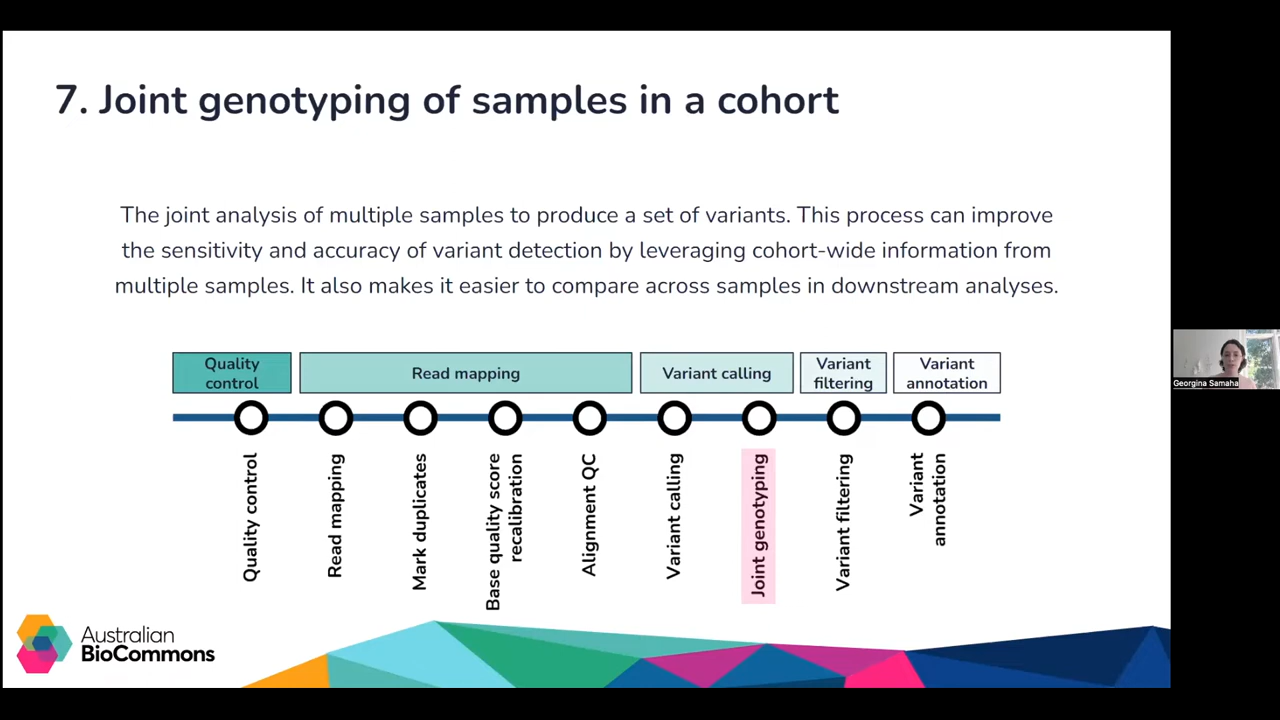 7. Joint genotyping of samples in a cohort
The joint analysis of multiple samples to produce a set of variants. This process can improve
the sensitivity and accuracy of variant detection by leveraging cohort-wide information from
multiple samples. It also makes it easier to compare across samples in downstream analyses.
Quality
control
Read mapping
Variant calling
Variant
filtering
Variant
annotation
Quality control
Read mapping
Mark duplicates
Base quality score
recalibration
Alignment QC
Variant calling
Joint genotyping
Variant filtering
Variant
annotation
Australian
BioCommons
Georgina Samaha